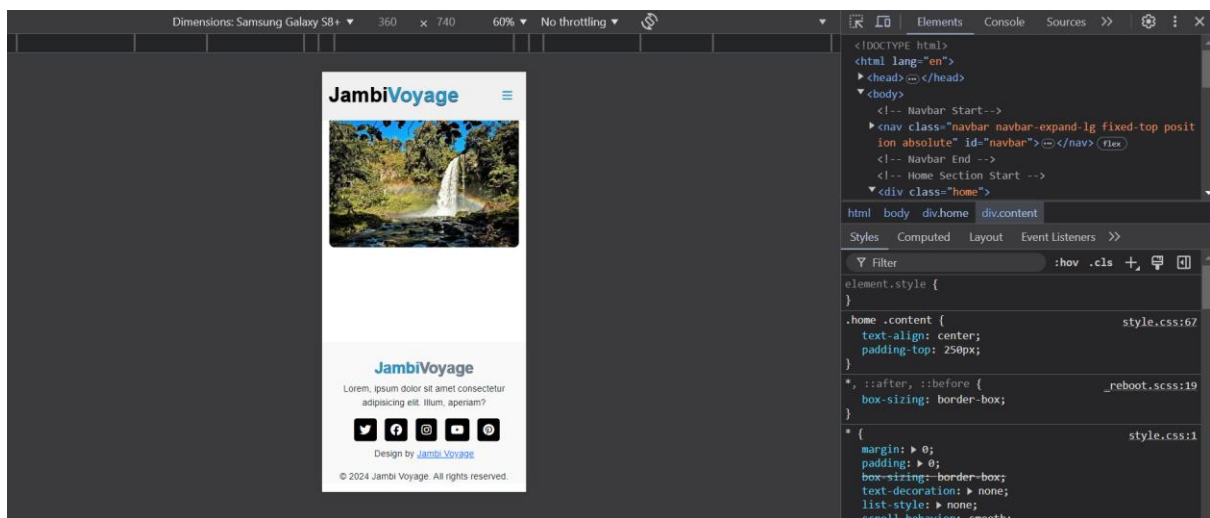 Dimensions: Samsung Galaxy S8+ ▼ 360 x 740 60% ▼ No throttling ▼
Elements Console Sources >>
JambiVoyage
JambiVoyage
Lorem, ipsum dolor sit amet consectetur
adipisicing elit. Illum, aperiam?
Design by Jambi Voyage
© 2024 Jambi Voyage. All rights reserved.
<!DOCTYPE html>
<html lang="en">
▶ <head> ••• </head>
▼ <body>
<!-- Navbar Start-->
▶ <nav class="navbar navbar-expand-lg fixed-top posit
ion absolute" id="navbar"> ••• </nav> flex
<!-- Navbar End -->
<!-- Home Section Start -->
▼ <div class="home">
html body div.home div.content
Styles Computed Layout Event Listeners >>
Filter :hov .cls +
element.style {
}
.home .content { style.css:67
text-align: center;
padding-top: 250px;
}
*, ::after, ::before { _reboot.scss:19
box-sizing: border-box;
}
* { style.css:1
margin: ▶ 0;
padding: ▶ 0;
box-sizing: border-box;
text-decoration: ▶ none;
list-style: ▶ none;
scroll-behavior: smooth;